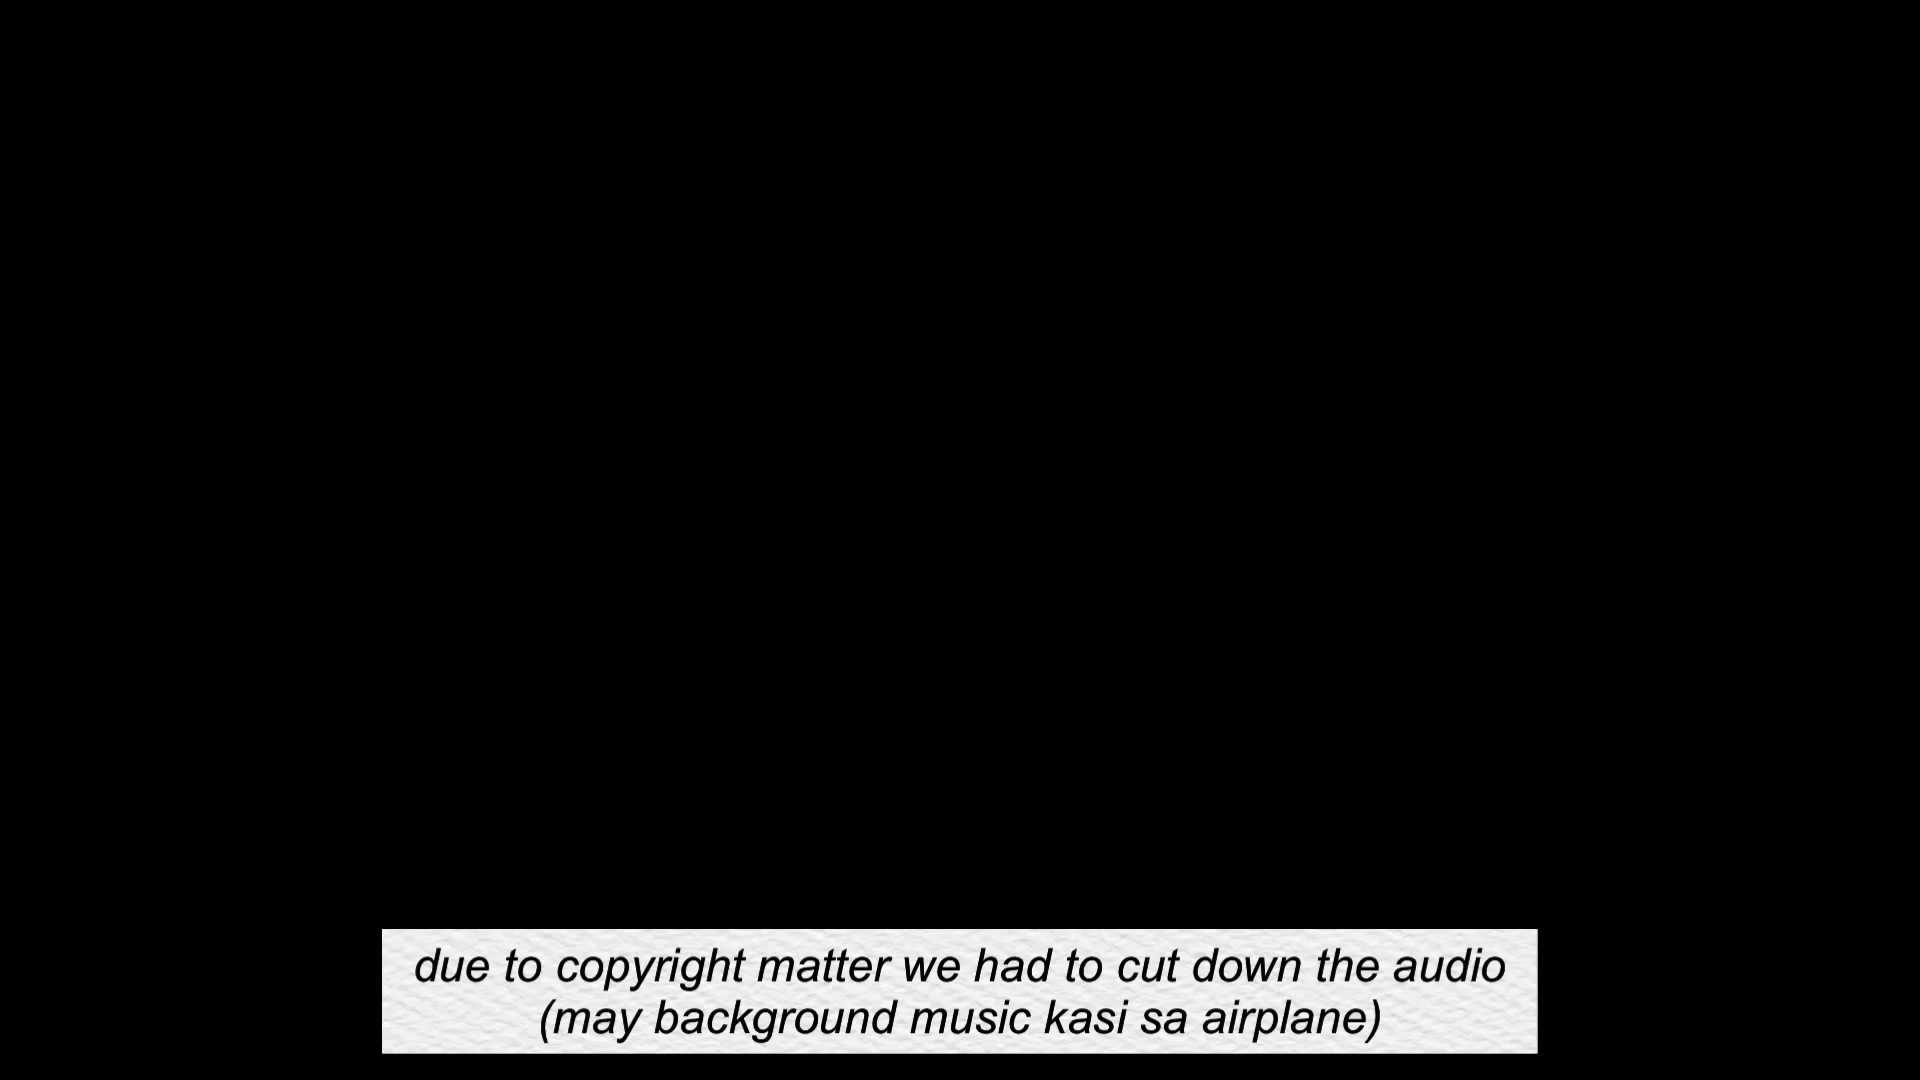 due to copyright matter we had to cut down the audio
(may background music kasi sa airplane)